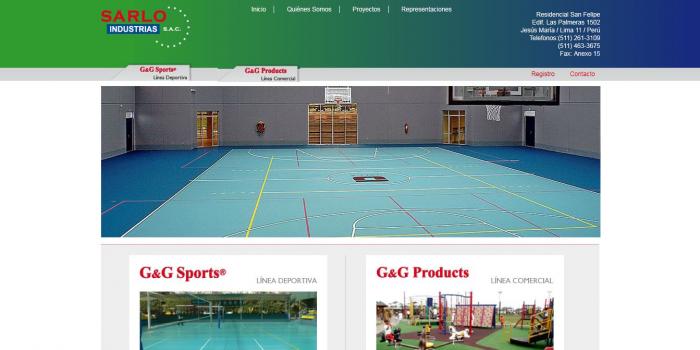 SARLO
INDUSTRIAS S.A.C.
Inicio | Quiénes Somos | Proyectos | Representaciones
Residencial San Felipe
Edif. Las Palmeras 1502
Jesús María / Lima 11 / Perú
Telefonos:(511) 261-3109
(511) 463-3675
Fax: Anexo 15
G&G Sports®
Línea Deportiva
G&G Products
Línea Comercial
Registro Contacto
G&G Sports®
LÍNEA DEPORTIVA
G&G Products
LÍNEA COMERCIAL